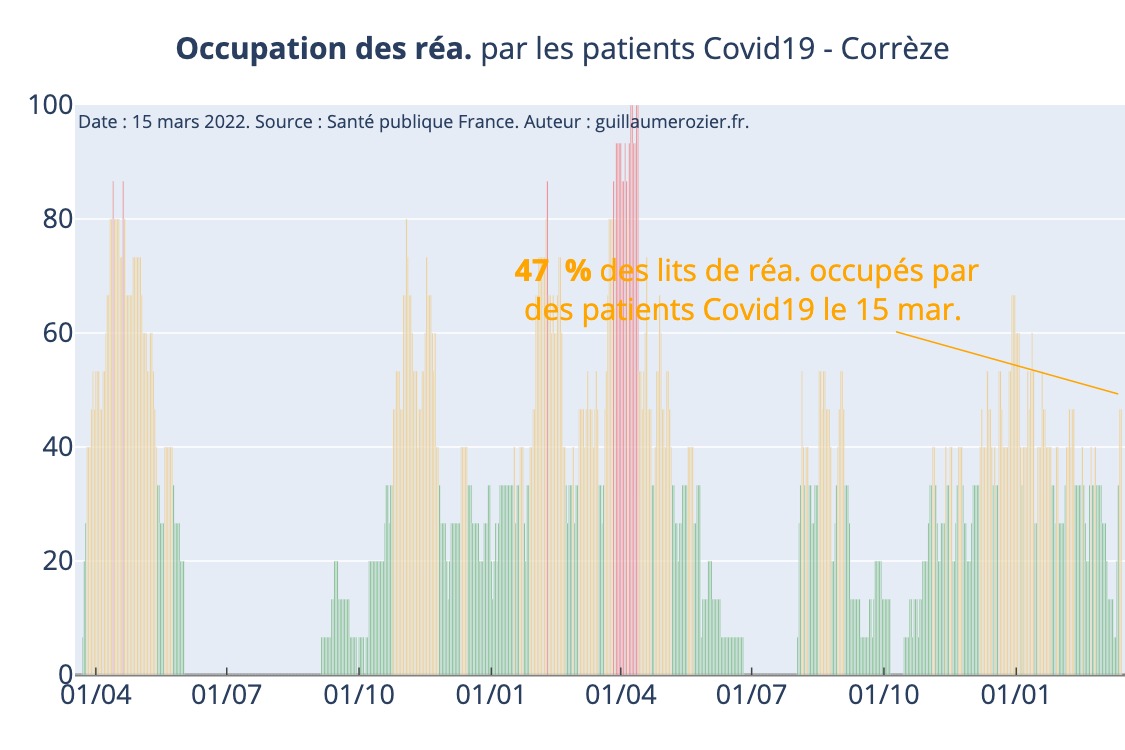 Occupation des réa. par les patients Covid19 - Corrèze
100
Date : 15 mars 2022. Source : Santé publique France. Auteur : guillaumerozier.fr.
80
47 % des lits de réa. occupés par
des patients Covid19 le 15 mar.
60
40
20
0
01/04 01/07 01/10 01/01 01/04 01/07 01/10 01/01